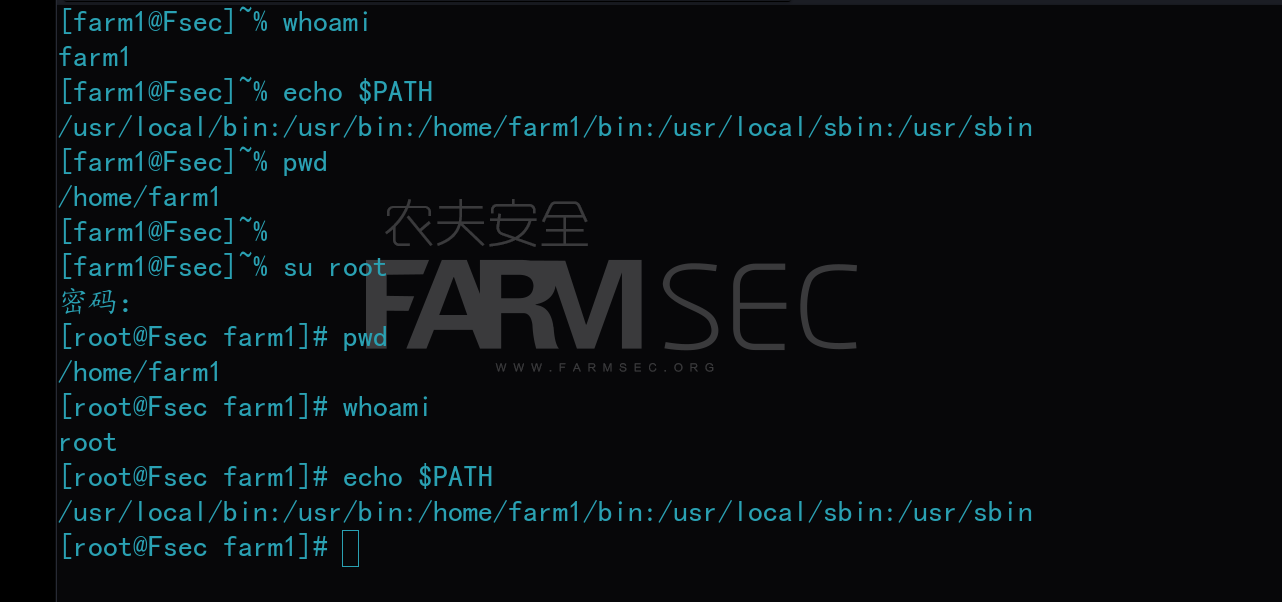 [farm1@Fsec]~% whoami
farm1
[farm1@Fsec]~% echo $PATH
/usr/local/bin:/usr/bin:/home/farm1/bin:/usr/local/sbin:/usr/sbin
[farm1@Fsec]~% pwd
/home/farm1
[farm1@Fsec]~%
[farm1@Fsec]~% su root
密码:
[root@Fsec farm1]# pwd
/home/farm1
[root@Fsec farm1]# whoami
root
[root@Fsec farm1]# echo $PATH
/usr/local/bin:/usr/bin:/home/farm1/bin:/usr/local/sbin:/usr/sbin
[root@Fsec farm1]#
农夫安全
FARMSEC
WWW.FARMSEC.ORG